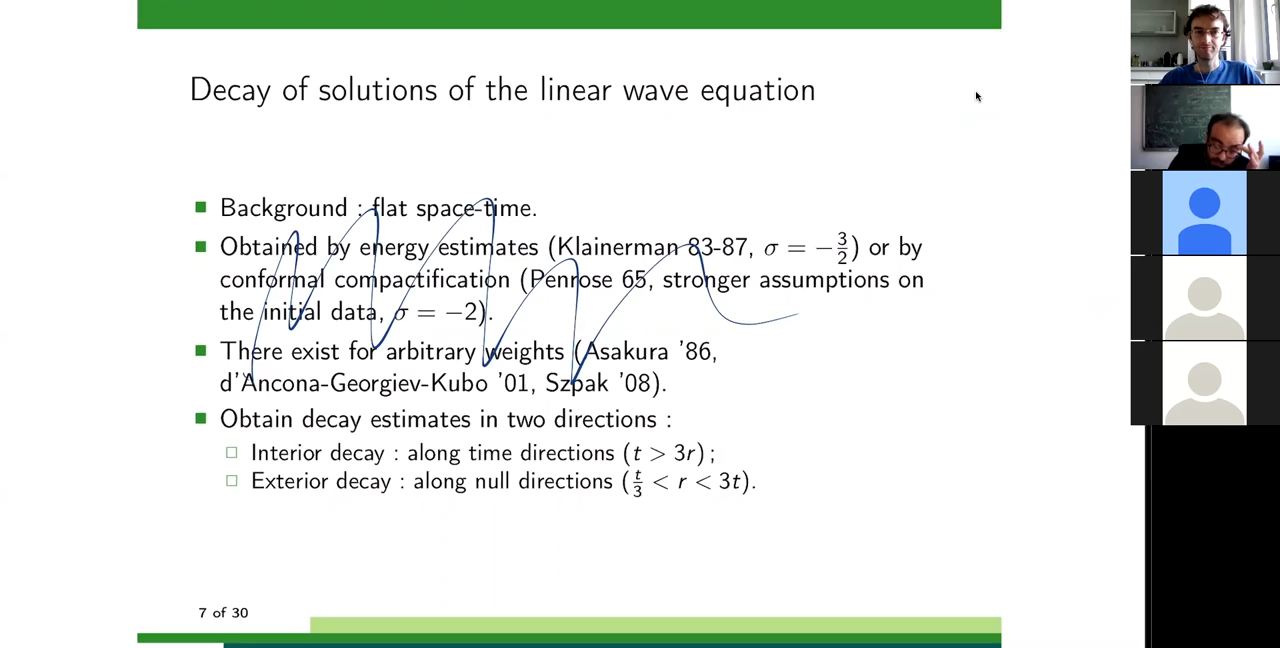 Decay of solutions of the linear wave equation
Background : flat space-time.
Obtained by energy estimates (Klainerman 83-87, σ = −3/2) or by
conformal compactification (Penrose 65, stronger assumptions on
the initial data, σ = −2).
There exist for arbitrary weights (Asakura '86,
d'Ancona-Georgiev-Kubo '01, Szpak '08).
Obtain decay estimates in two directions :
Interior decay : along time directions (t > 3r) ;
Exterior decay : along null directions (t/3 < r < 3t).
7 of 30